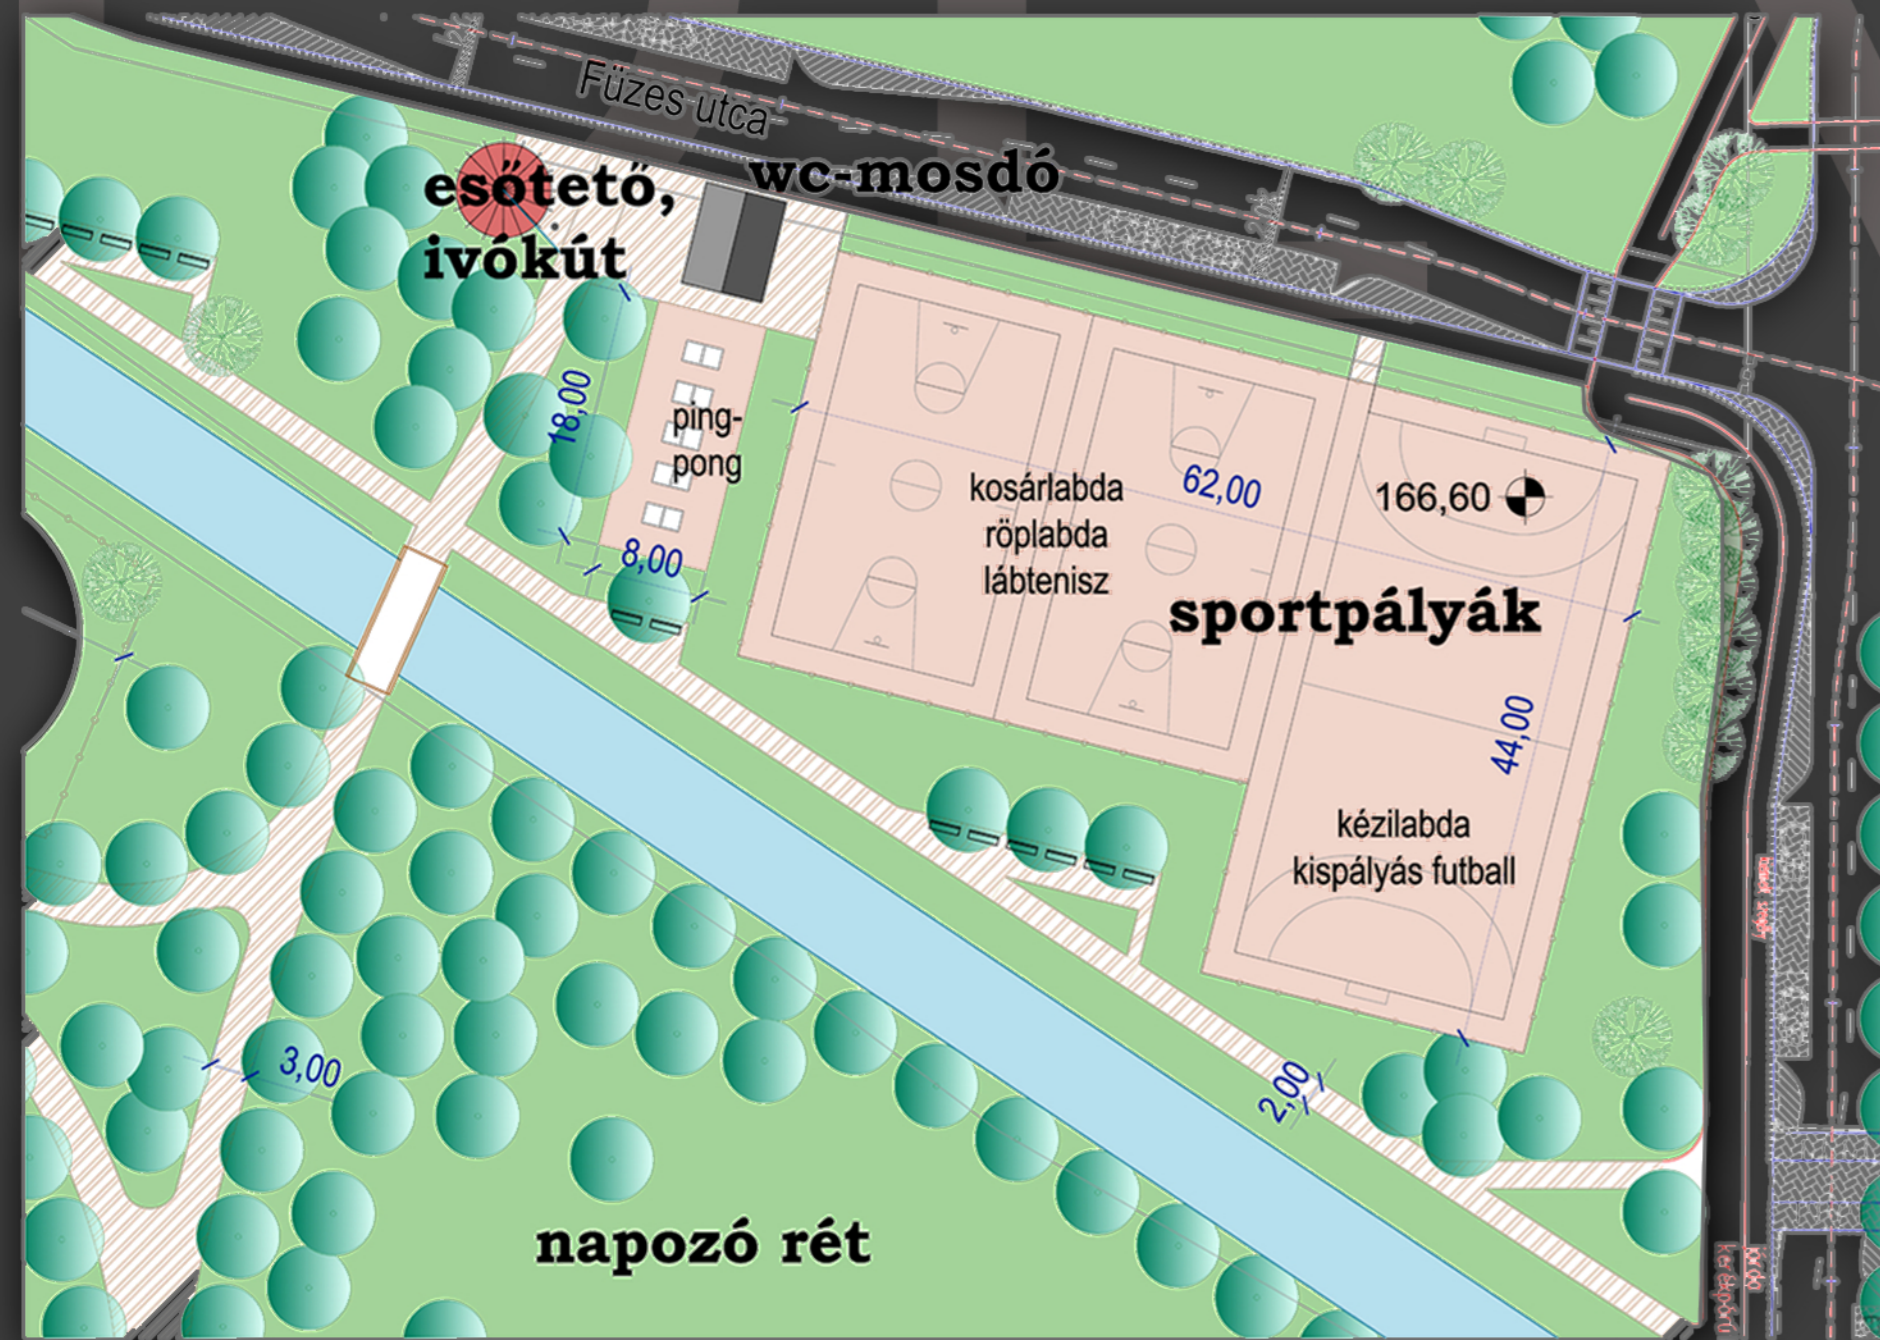 Füzes utca
esőtető,
ivókút
wc-mosdó
18,00
ping-
pong
8,00
kosárlabda
röplabda
lábtenisz
62,00
166,60
sportpályák
44,00
kézilabda
kispályás futball
3,00
2,00
napozó rét